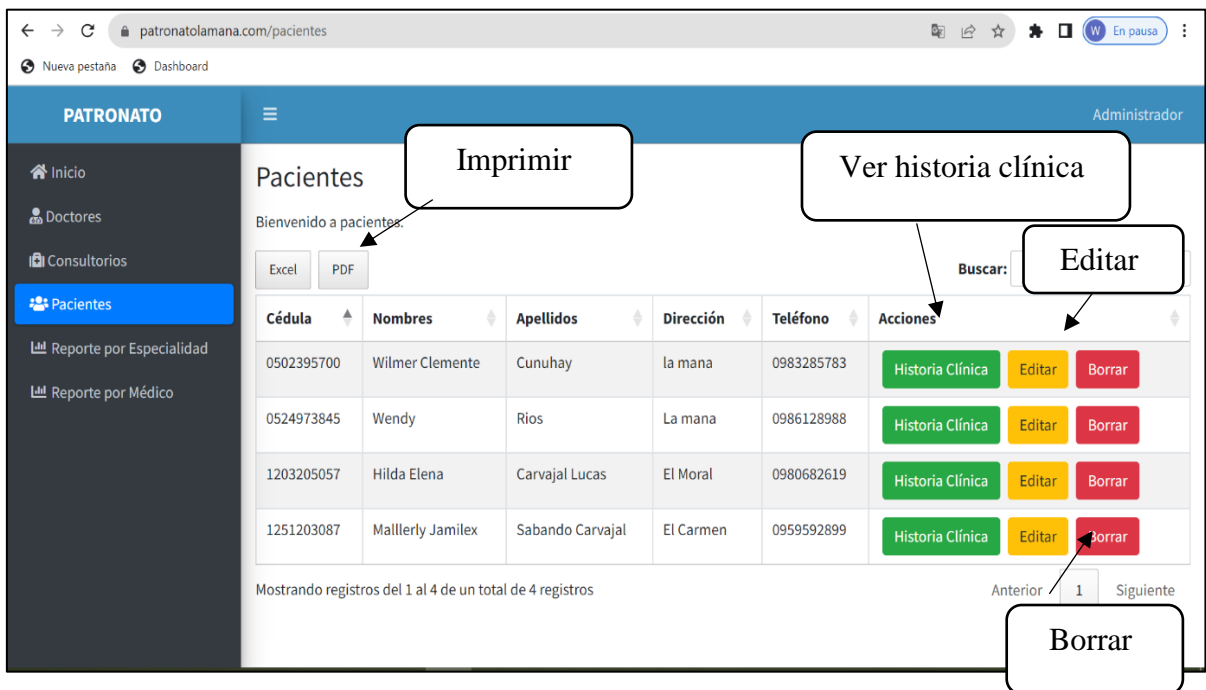 patronatolamana.com/pacientes
W En pausa
Nueva pestaña Dashboard
PATRONATO
Administrador
Imprimir
Ver historia clínica
Inicio
Pacientes
Doctores
Bienvenido a pacientes.
Editar
Consultorios
Excel PDF
Buscar:
Pacientes
Cédula Nombres Apellidos Dirección Teléfono Acciones
Reporte por Especialidad
0502395700 Wilmer Clemente Cunuhay la mana 0983285783 Historia Clínica Editar Borrar
Reporte por Médico
0524973845 Wendy Rios La mana 0986128988 Historia Clínica Editar Borrar
1203205057 Hilda Elena Carvajal Lucas El Moral 0980682619 Historia Clínica Editar Borrar
1251203087 Malllerly Jamilex Sabando Carvajal El Carmen 0959592899 Historia Clínica Editar Borrar
Mostrando registros del 1 al 4 de un total de 4 registros
Anterior 1 Siguiente
Borrar